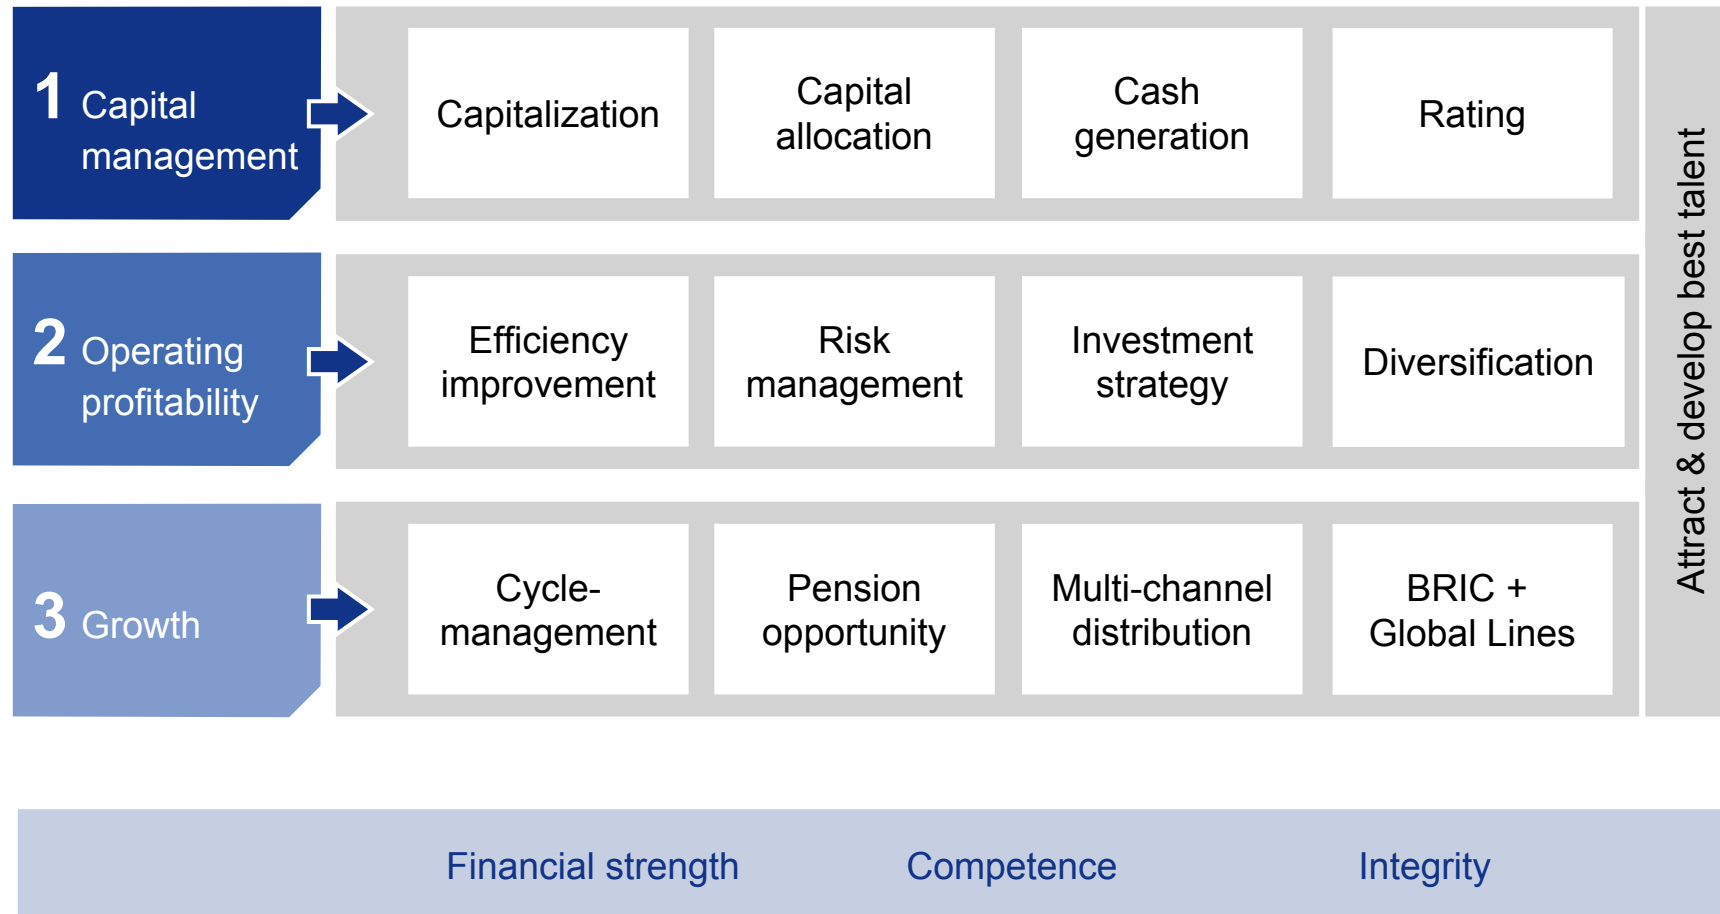 1 Capital
management
Capitalization
Capital
allocation
Cash
generation
Rating
2 Operating
profitability
Efficiency
improvement
Risk
management
Investment
strategy
Diversification
3 Growth
Cycle-
management
Pension
opportunity
Multi-channel
distribution
BRIC +
Global Lines
Attract & develop best talent
Financial strength
Competence
Integrity